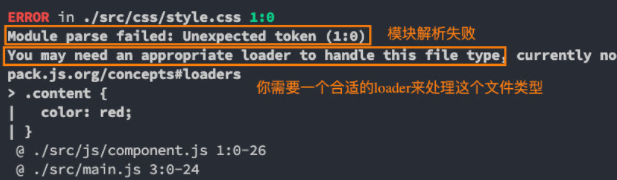 ERROR in ./src/css/style.css 1:0
Module parse failed: Unexpected token (1:0) 模块解析失败
You may need an appropriate loader to handle this file type, currently no
pack.js.org/concepts#loaders
你需要一个合适的loader来处理这个文件类型
> .content {
|   color: red;
| }
@ ./src/js/component.js 1:0-26
@ ./src/main.js 3:0-24